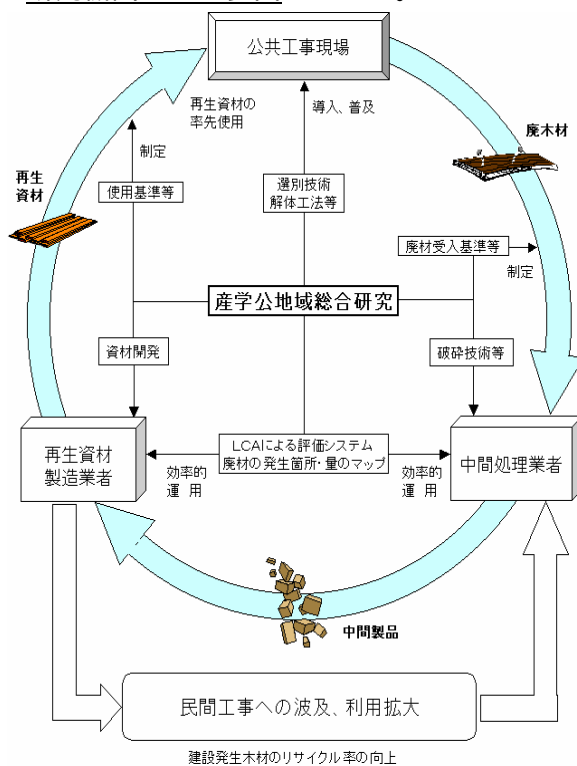 公共工事現場
再生資材の
率先使用
導入、普及
廃木材
制定
再生
資材
使用基準等
選別技術
解体工法等
廃材受入基準等
制定
産学公地域総合研究
資材開発
破砕技術等
再生資材
製造業者
LCAによる評価システム
廃材の発生箇所・量のマップ
中間処理業者
効率的
運 用
効率的
運 用
中間製品
民間工事への波及、利用拡大
建設発生木材のリサイクル率の向上